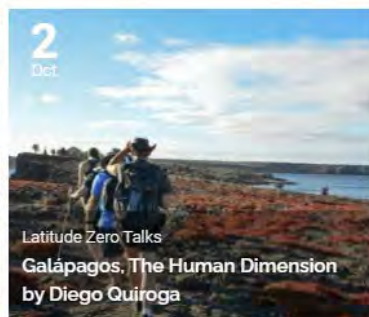 2
Oct
Latitude Zero Talks
Galápagos, The Human Dimension
by Diego Quiroga